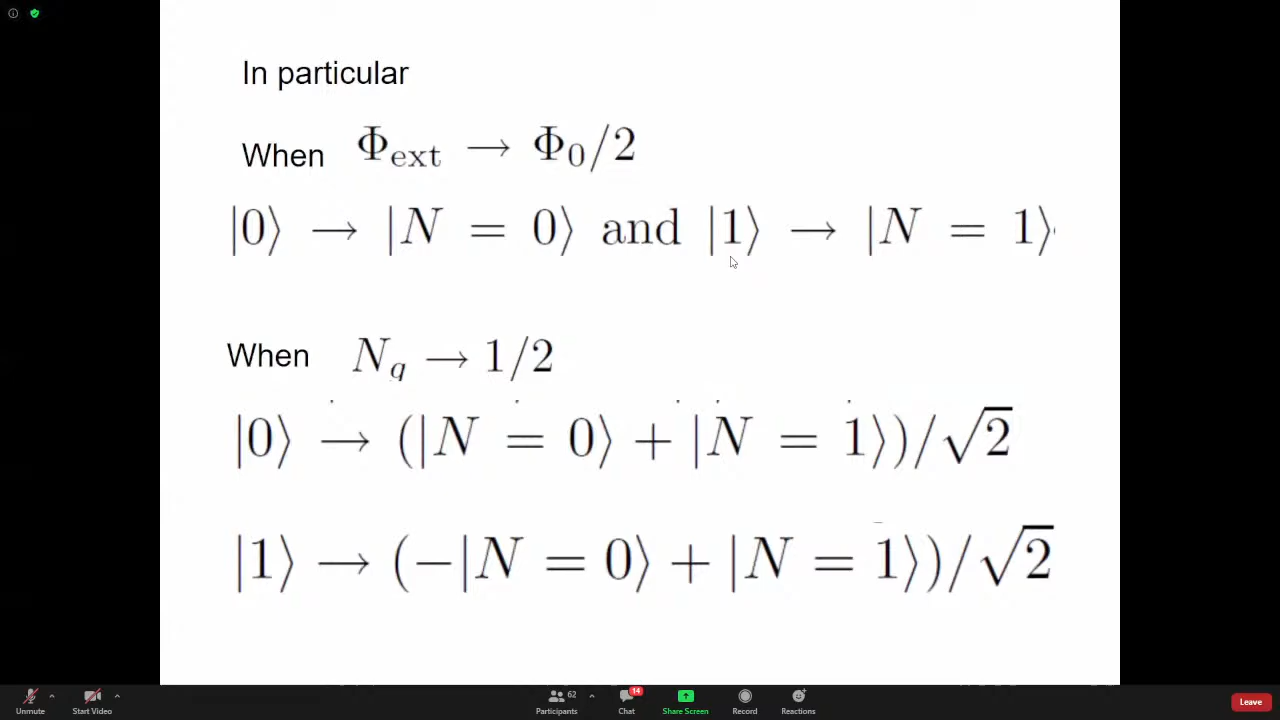 In particular
When Φ_ext → Φ_0/2
|0⟩ → |N = 0⟩ and |1⟩ → |N = 1⟩
When N_g → 1/2
|0⟩ → (|N = 0⟩ + |N = 1⟩)/√2
|1⟩ → (−|N = 0⟩ + |N = 1⟩)/√2
Unmute
Start Video
62
Participants
14
Chat
Share Screen
Record
Reactions
Leave